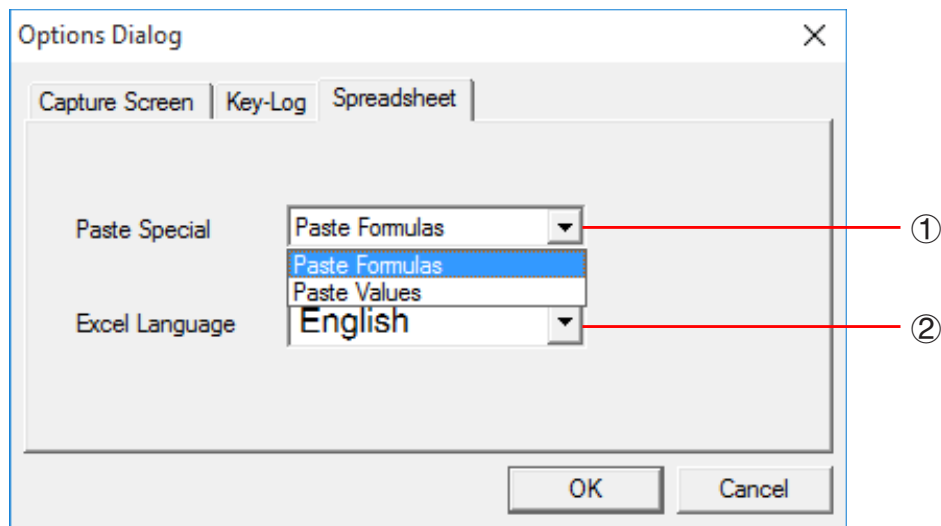 Options Dialog
Capture Screen Key-Log Spreadsheet
Paste Special Paste Formulas ①
Paste Formulas
Paste Values
Excel Language English ②
OK Cancel